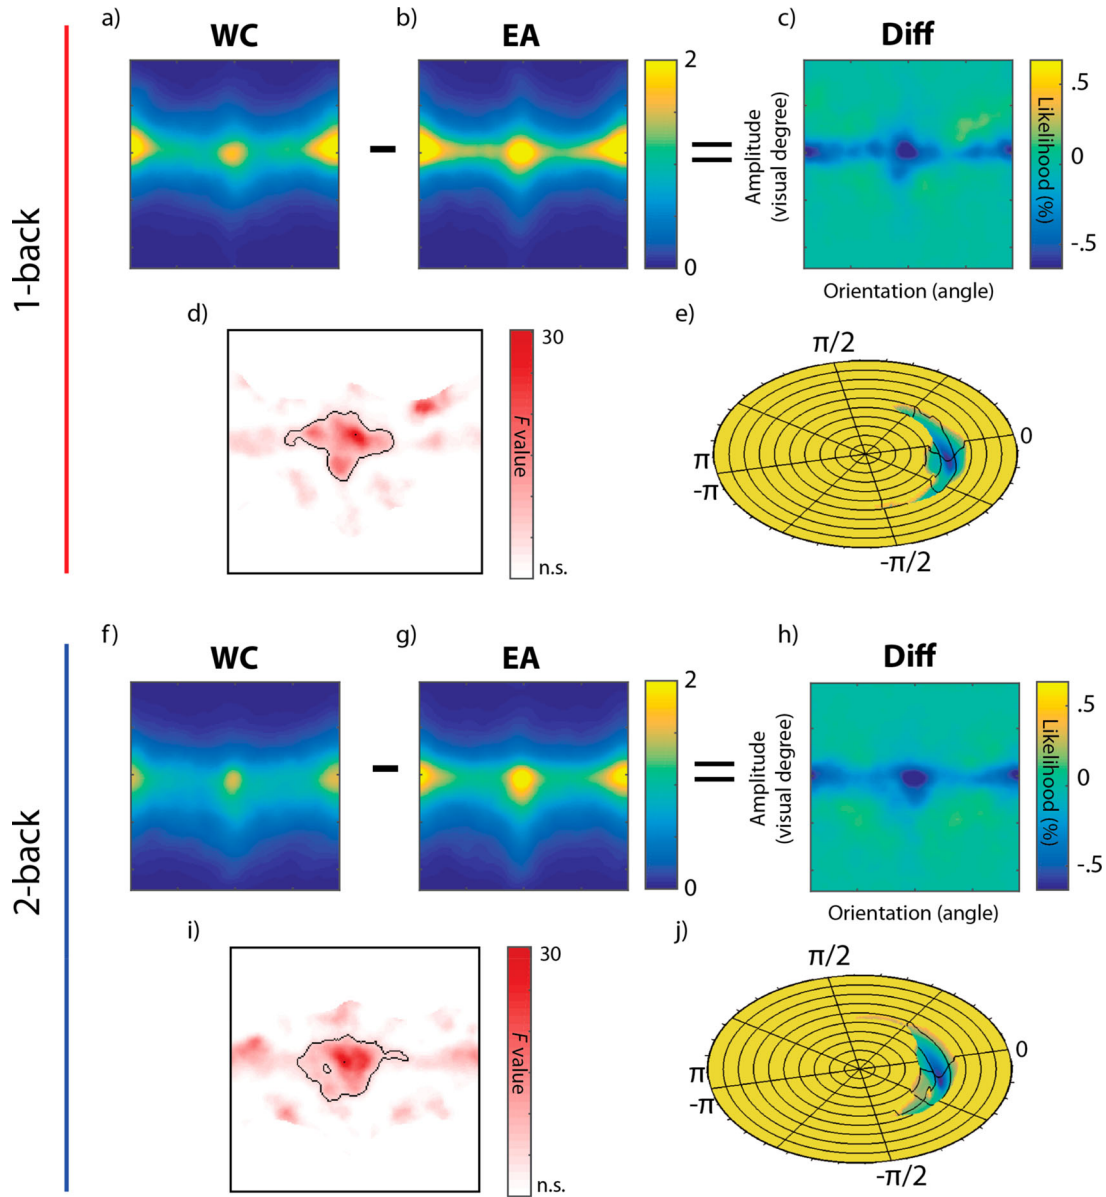 1-back
a)
WC
b)
EA
c)
Diff
-
=
2
0
Amplitude
(visual degree)
Orientation (angle)
Likelihood (%)
.5
0
-.5
d)
30
F value
n.s.
e)
π/2
0
π
-π
-π/2
2-back
f)
WC
g)
EA
h)
Diff
-
=
2
0
Amplitude
(visual degree)
Orientation (angle)
Likelihood (%)
.5
0
-.5
i)
30
F value
n.s.
j)
π/2
0
π
-π
-π/2